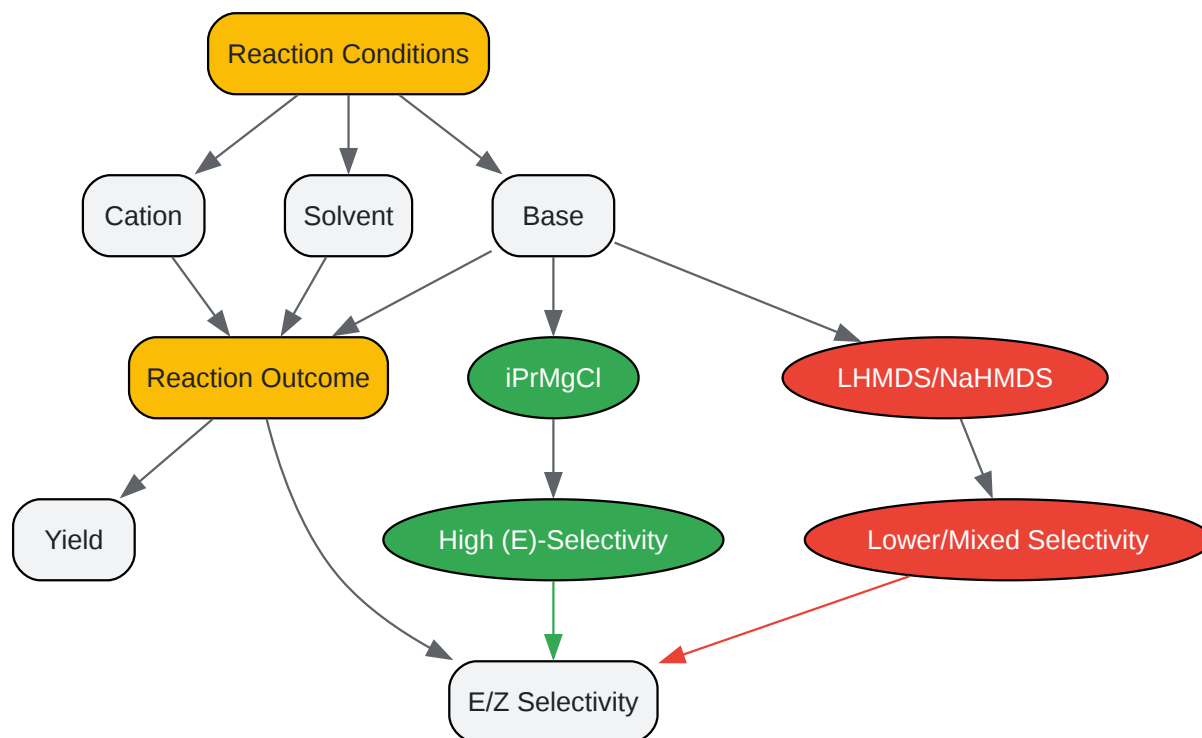 Reaction Conditions
Cation
Solvent
Base
Reaction Outcome
iPrMgCl
LHMDS/NaHMDS
Yield
High (E)-Selectivity
Lower/Mixed Selectivity
E/Z Selectivity